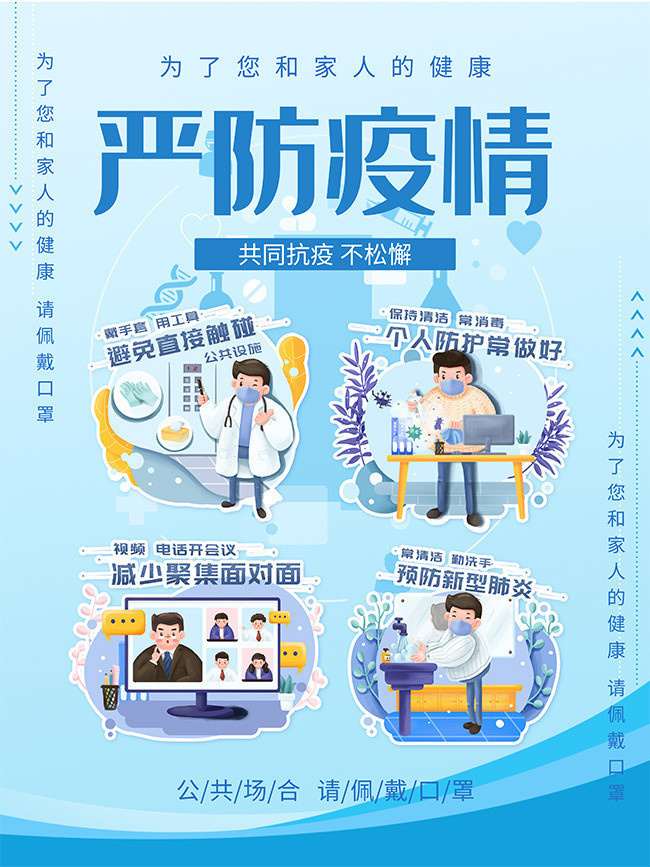 为了您和家人的健康
为了您和家人的健康 请佩戴口罩
严防疫情
共同抗疫 不松懈
戴手套 用工具
避免直接触碰
公共设施
保持清洁 常消毒
个人防护常做好
视频 电话开会议
减少聚集面对面
常清洁 勤洗手
预防新型肺炎
为了您和家人的健康 请佩戴口罩
公/共/场/合 请/佩/戴/口/罩